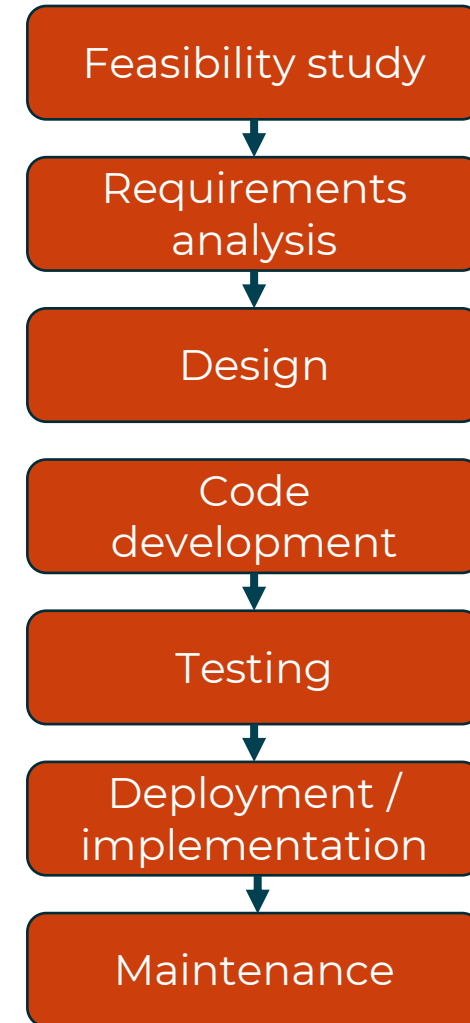 Feasibility study
Requirements
analysis
Design
Code
development
Testing
Deployment /
implementation
Maintenance